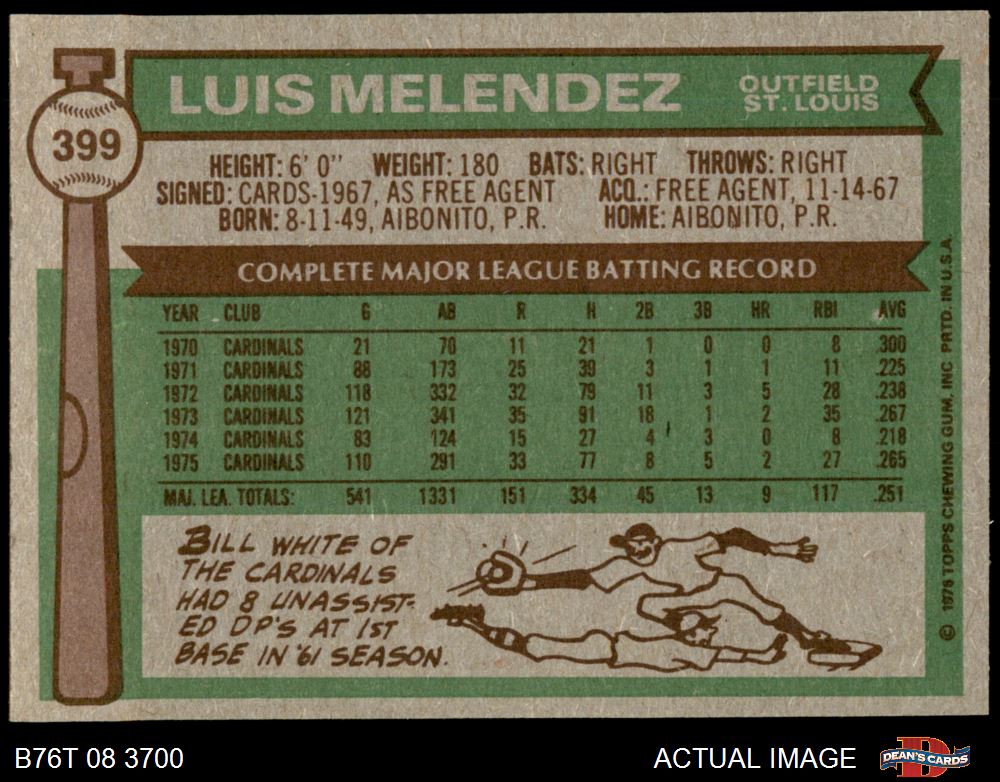 399
LUIS MELENDEZ
OUTFIELD
ST. LOUIS
HEIGHT: 6' 0" WEIGHT: 180 BATS: RIGHT THROWS: RIGHT
SIGNED: CARDS-1967, AS FREE AGENT ACQ.: FREE AGENT, 11-14-67
BORN: 8-11-49, AIBONITO, P.R. HOME: AIBONITO, P.R.
COMPLETE MAJOR LEAGUE BATTING RECORD
YEAR CLUB G AB R H 2B 3B HR RBI AVG
1970 CARDINALS 21 70 11 21 1 0 0 8 .300
1971 CARDINALS 88 173 25 39 3 1 1 11 .225
1972 CARDINALS 118 332 32 79 11 3 5 28 .238
1973 CARDINALS 121 341 35 91 18 1 2 35 .267
1974 CARDINALS 83 124 15 27 4 3 0 8 .218
1975 CARDINALS 110 291 33 77 8 5 2 27 .265
MAJ. LEA. TOTALS: 541 1331 151 334 45 13 9 117 .251
BILL WHITE OF
THE CARDINALS
HAD 8 UNASSIST-
ED DP'S AT 1ST
BASE IN '61 SEASON.
© 1976 TOPPS CHEWING GUM, INC PRTD. IN U.S.A.
B76T 08 3700
ACTUAL IMAGE
DEAN'S CARDS